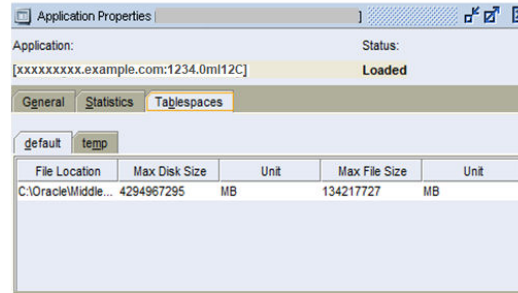 Application Properties [ ]
Application: Status:
[xxxxxxxxx.example.com:1234.0ml12C] Loaded
General Statistics Tablespaces
default temp
File Location Max Disk Size Unit Max File Size Unit
C:\Oracle\Middle... 4294967295 MB 134217727 MB